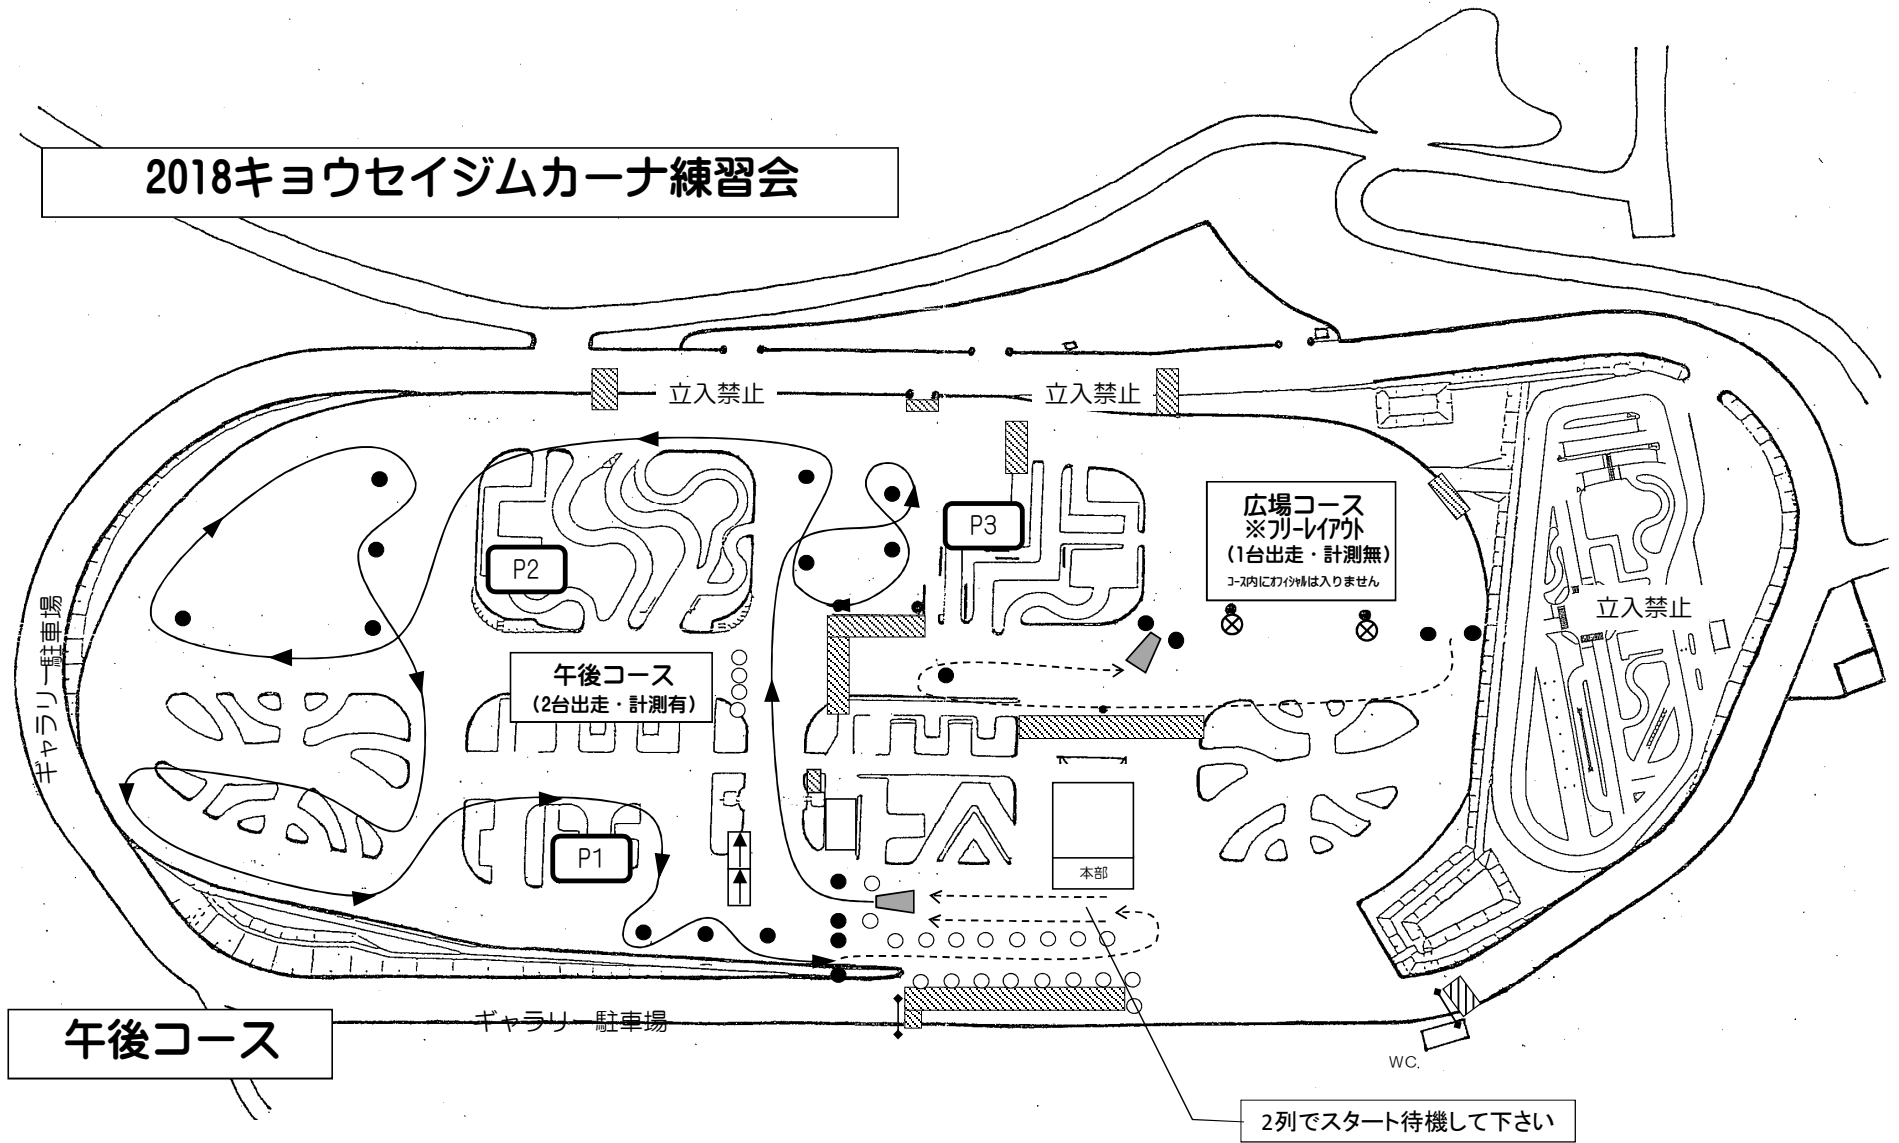 2018キョウセイジムカーナ練習会
立入禁止
立入禁止
P3
広場コース
※フリーレイアウト
(1台出走・計測無)
コース内にオフィシャルは入りません
P2
立入禁止
ギャラリー駐車場
午後コース
(2台出走・計測有)
P1
本部
ギャラリー駐車場
午後コース
WC.
2列でスタート待機して下さい